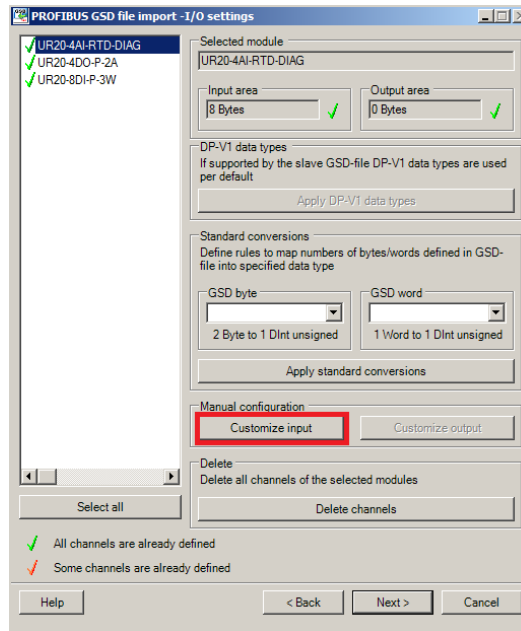 PROFIBUS GSD file import -I/O settings
UR20-4AI-RTD-DIAG
UR20-4DO-P-2A
UR20-8DI-P-3W
Select all
Selected module
UR20-4AI-RTD-DIAG
Input area
8 Bytes
Output area
0 Bytes
DP-V1 data types
If supported by the slave GSD-file DP-V1 data types are used
per default
Apply DP-V1 data types
Standard conversions
Define rules to map numbers of bytes/words defined in GSD-
file into specified data type
GSD byte
2 Byte to 1 DInt unsigned
GSD word
1 Word to 1 DInt unsigned
Apply standard conversions
Manual configuration
Customize input
Customize output
Delete
Delete all channels of the selected modules
Delete channels
All channels are already defined
Some channels are already defined
Help
< Back
Next >
Cancel